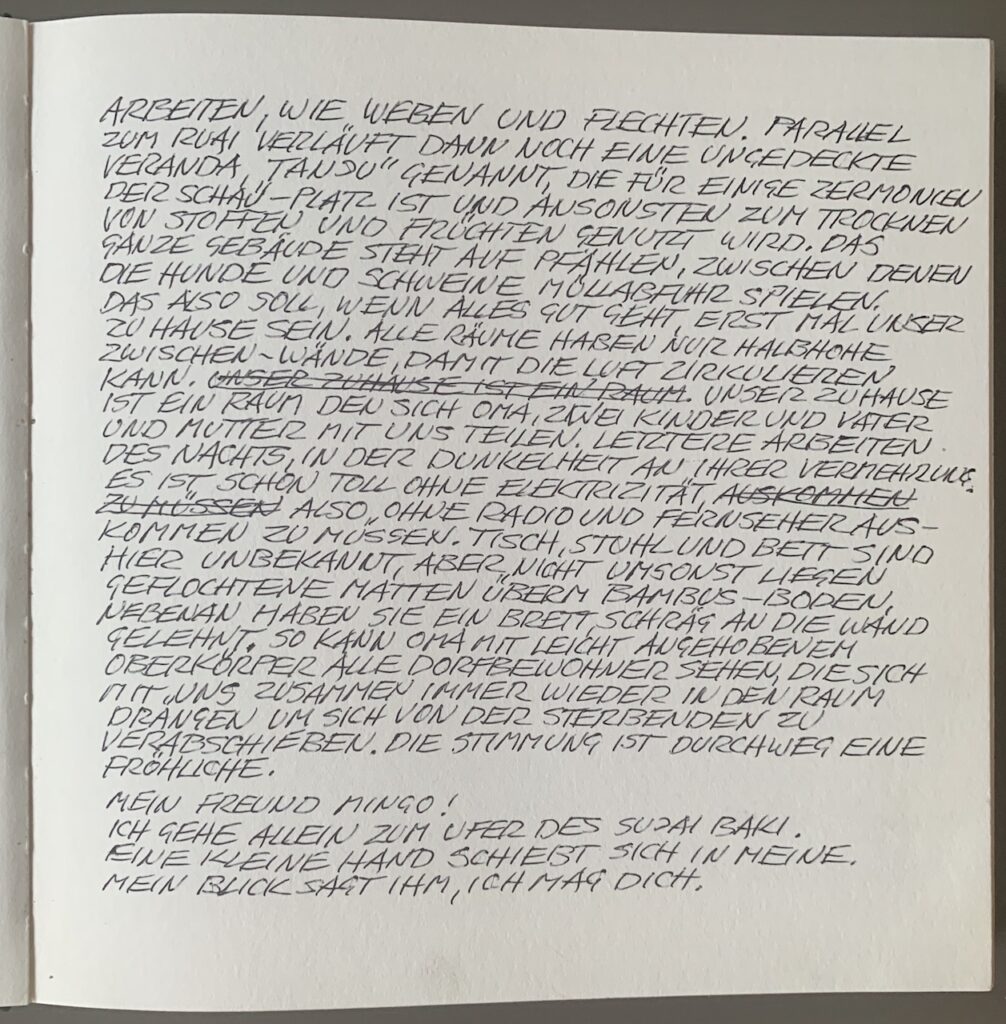 ARBEITEN, WIE WEBEN UND FLECHTEN. PARALLEL
ZUM RUAI VERLÄUFT DANN NOCH EINE UNGEDECKTE
VERANDA, "TANJU" GENANNT, DIE FÜR EINIGE ZERMONIEN
DER SCHAU-PLATZ IST UND ANSONSTEN ZUM TROCKNEN
VON STOFFEN UND FRÜCHTEN GENUTZT WIRD. DAS
GANZE GEBÄUDE STEHT AUF PFÄHLEN, ZWISCHEN DENEN
DIE HUNDE UND SCHWEINE MÜLLABFUHR SPIELEN.
DAS ALSO SOLL, WENN ALLES GUT GEHT, ERST MAL UNSER
ZU HAUSE SEIN. ALLE RÄUME HABEN NUR HALBHOHE
ZWISCHEN-WÄNDE, DAMIT DIE LUFT ZIRKULIEREN
KANN. UNSER ZUHAUSE IST EIN RAUM. UNSER ZUHAUSE
IST EIN RAUM DEN SICH OMA, ZWEI KINDER UND VATER
UND MUTTER MIT UNS TEILEN. LETZTERE ARBEITEN
DES NACHTS, IN DER DUNKELHEIT AN IHRER VERMEHRUNG.
ES IST SCHON TOLL OHNE ELEKTRIZITÄT, AUSKOMMEN
ZU MÜSSEN ALSO, OHNE RADIO UND FERNSEHER AUS-
KOMMEN ZU MÜSSEN. TISCH, STUHL UND BETT SIND
HIER UNBEKANNT, ABER NICHT UMSONST LIEGEN
GEFLOCHTENE MATTEN ÜBERM BAMBUS-BODEN.
NEBENAN HABEN SIE EIN BRETT SCHRÄG AN DIE WAND
GELEHNT. SO KANN OMA MIT LEICHT ANGEHOBENEM
OBERKÖRPER ALLE DORFBEWOHNER SEHEN, DIE SICH
MIT UNS ZUSAMMEN IMMER WIEDER IN DEN RAUM
DRÄNGEN UM SICH VON DER STERBENDEN ZU
VERABSCHIEBEN. DIE STIMMUNG IST DURCHWEG EINE
FRÖHLICHE.
MEIN FREUND MINGO!
ICH GEHE ALLEIN ZUM UFER DES SUJAI BAKI.
EINE KLEINE HAND SCHIEBT SICH IN MEINE.
MEIN BLICK SAGT IHM, ICH MAG DICH.